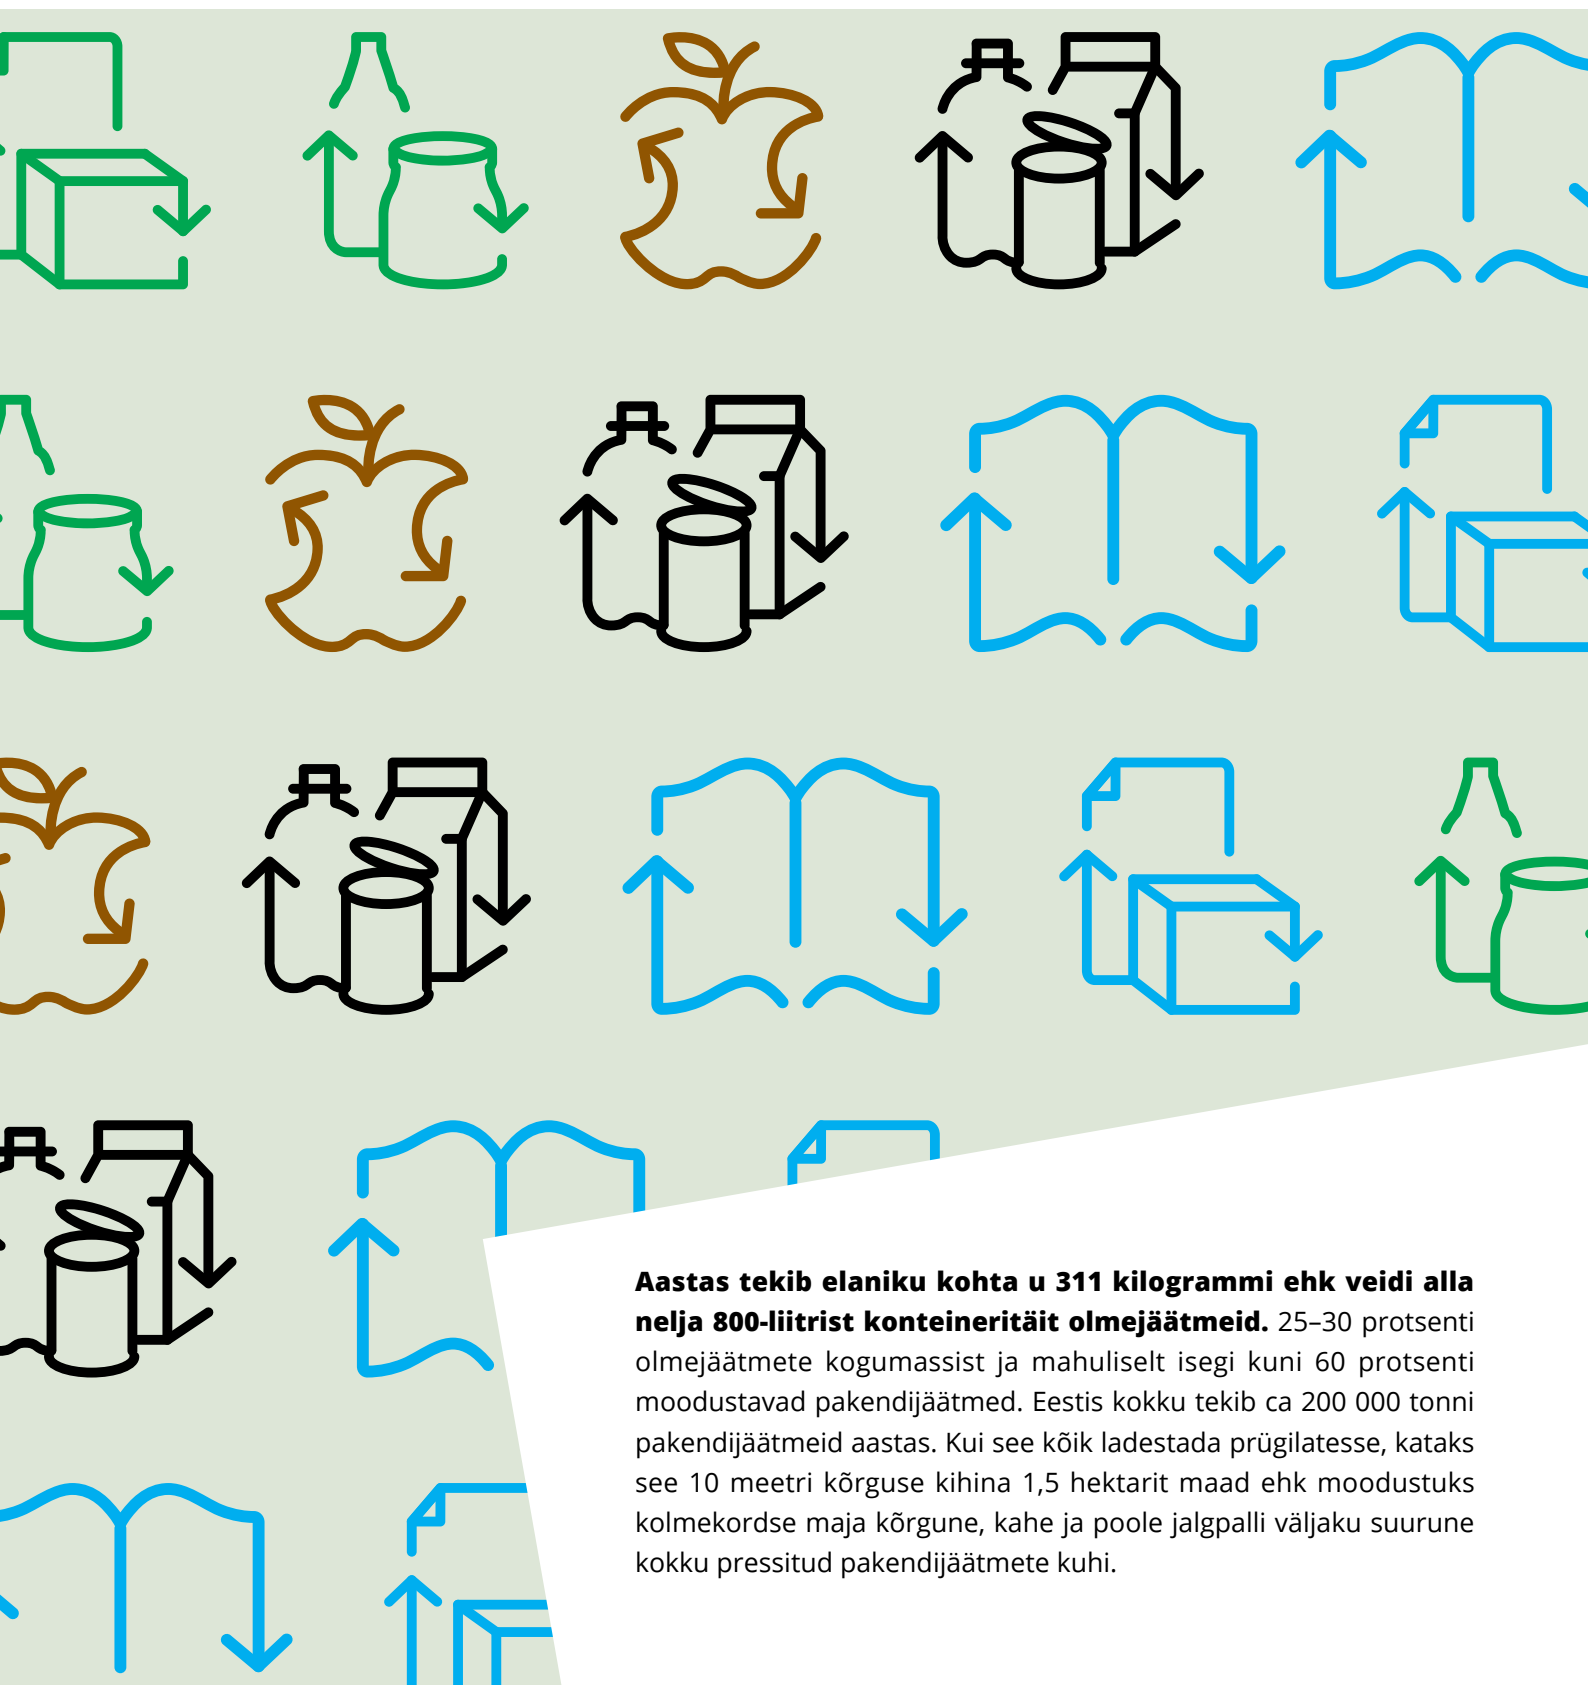 Aastas tekib elaniku kohta u 311 kilogrammi ehk veidi alla
nelja 800-liitrist konteineritäit olmejäätmeid. 25–30 protsenti
olmejäätmete kogumassist ja mahuliselt isegi kuni 60 protsenti
moodustavad pakendijäätmed. Eestis kokku tekib ca 200 000 tonni
pakendijäätmeid aastas. Kui see kõik ladestada prügilatesse, kataks
see 10 meetri kõrguse kihina 1,5 hektarit maad ehk moodustuks
kolmekordse maja kõrgune, kahe ja poole jalgpalli väljaku suurune
kokku pressitud pakendijäätmete kuhi.